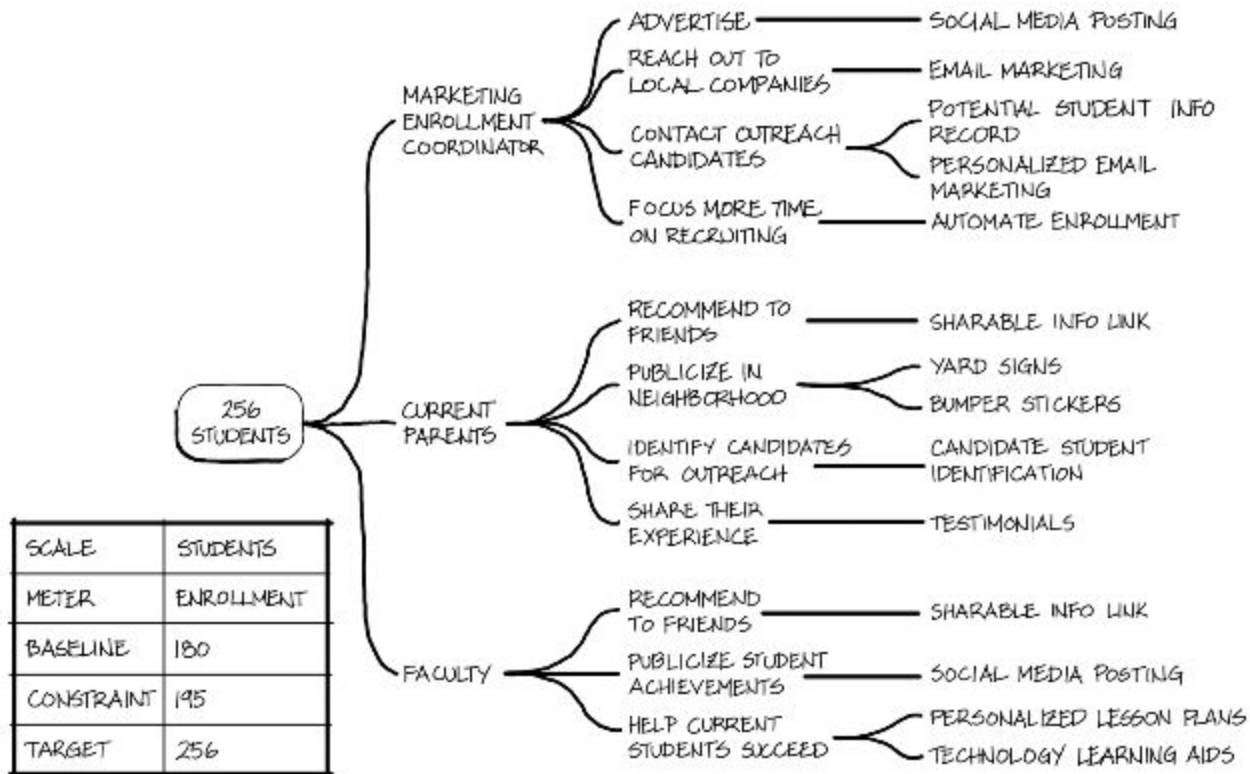 256
STUDENTS
MARKETING
ENROLLMENT
COORDINATOR
ADVERTISE
SOCIAL MEDIA POSTING
REACH OUT TO
LOCAL COMPANIES
EMAIL MARKETING
CONTACT OUTREACH
CANDIDATES
POTENTIAL STUDENT INFO
RECORD
PERSONALIZED EMAIL
MARKETING
FOCUS MORE TIME
ON RECRUITING
AUTOMATE ENROLLMENT
CURRENT
PARENTS
RECOMMEND TO
FRIENDS
SHARABLE INFO LINK
PUBLICIZE IN
NEIGHBORHOOD
YARD SIGNS
BUMPER STICKERS
IDENTIFY CANDIDATES
FOR OUTREACH
CANDIDATE STUDENT
IDENTIFICATION
SHARE THEIR
EXPERIENCE
TESTIMONIALS
FACULTY
RECOMMEND
TO FRIENDS
SHARABLE INFO LINK
PUBLICIZE STUDENT
ACHIEVEMENTS
SOCIAL MEDIA POSTING
HELP CURRENT
STUDENTS SUCCEED
PERSONALIZED LESSON PLANS
TECHNOLOGY LEARNING AIDS
SCALE STUDENTS
METER ENROLLMENT
BASELINE 180
CONSTRAINT 195
TARGET 256